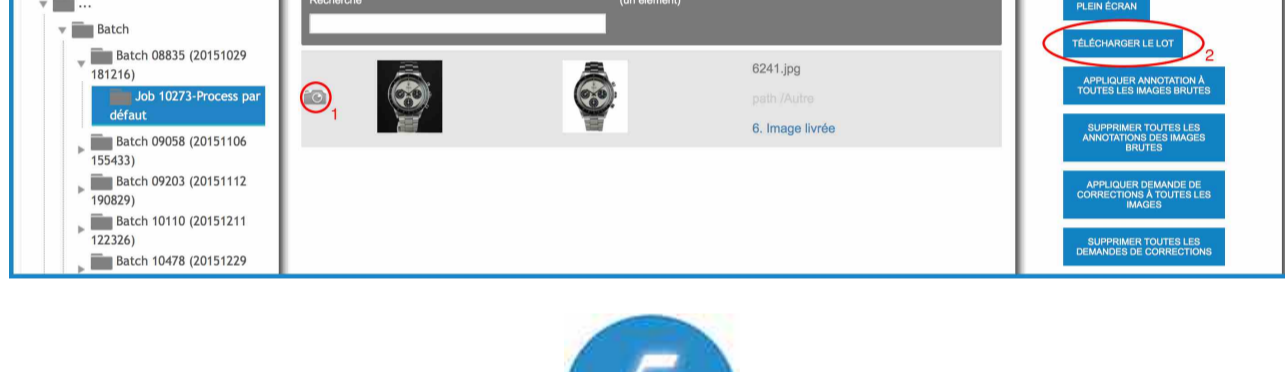 ...
Batch
Batch 08835 (20151029
181216)
Job 10273-Process par
défaut
Batch 09058 (20151106
155433)
Batch 09203 (20151112
190829)
Batch 10110 (20151211
122326)
Batch 10478 (20151229
Recherche
(un élément)
1
6241.jpg
path /Autre
6. Image livrée
PLEIN ÉCRAN
TÉLÉCHARGER LE LOT
2
APPLIQUER ANNOTATION À
TOUTES LES IMAGES BRUTES
SUPPRIMER TOUTES LES
ANNOTATIONS DES IMAGES
BRUTES
APPLIQUER DEMANDE DE
CORRECTIONS À TOUTES LES
IMAGES
SUPPRIMER TOUTES LES
DEMANDES DE CORRECTIONS